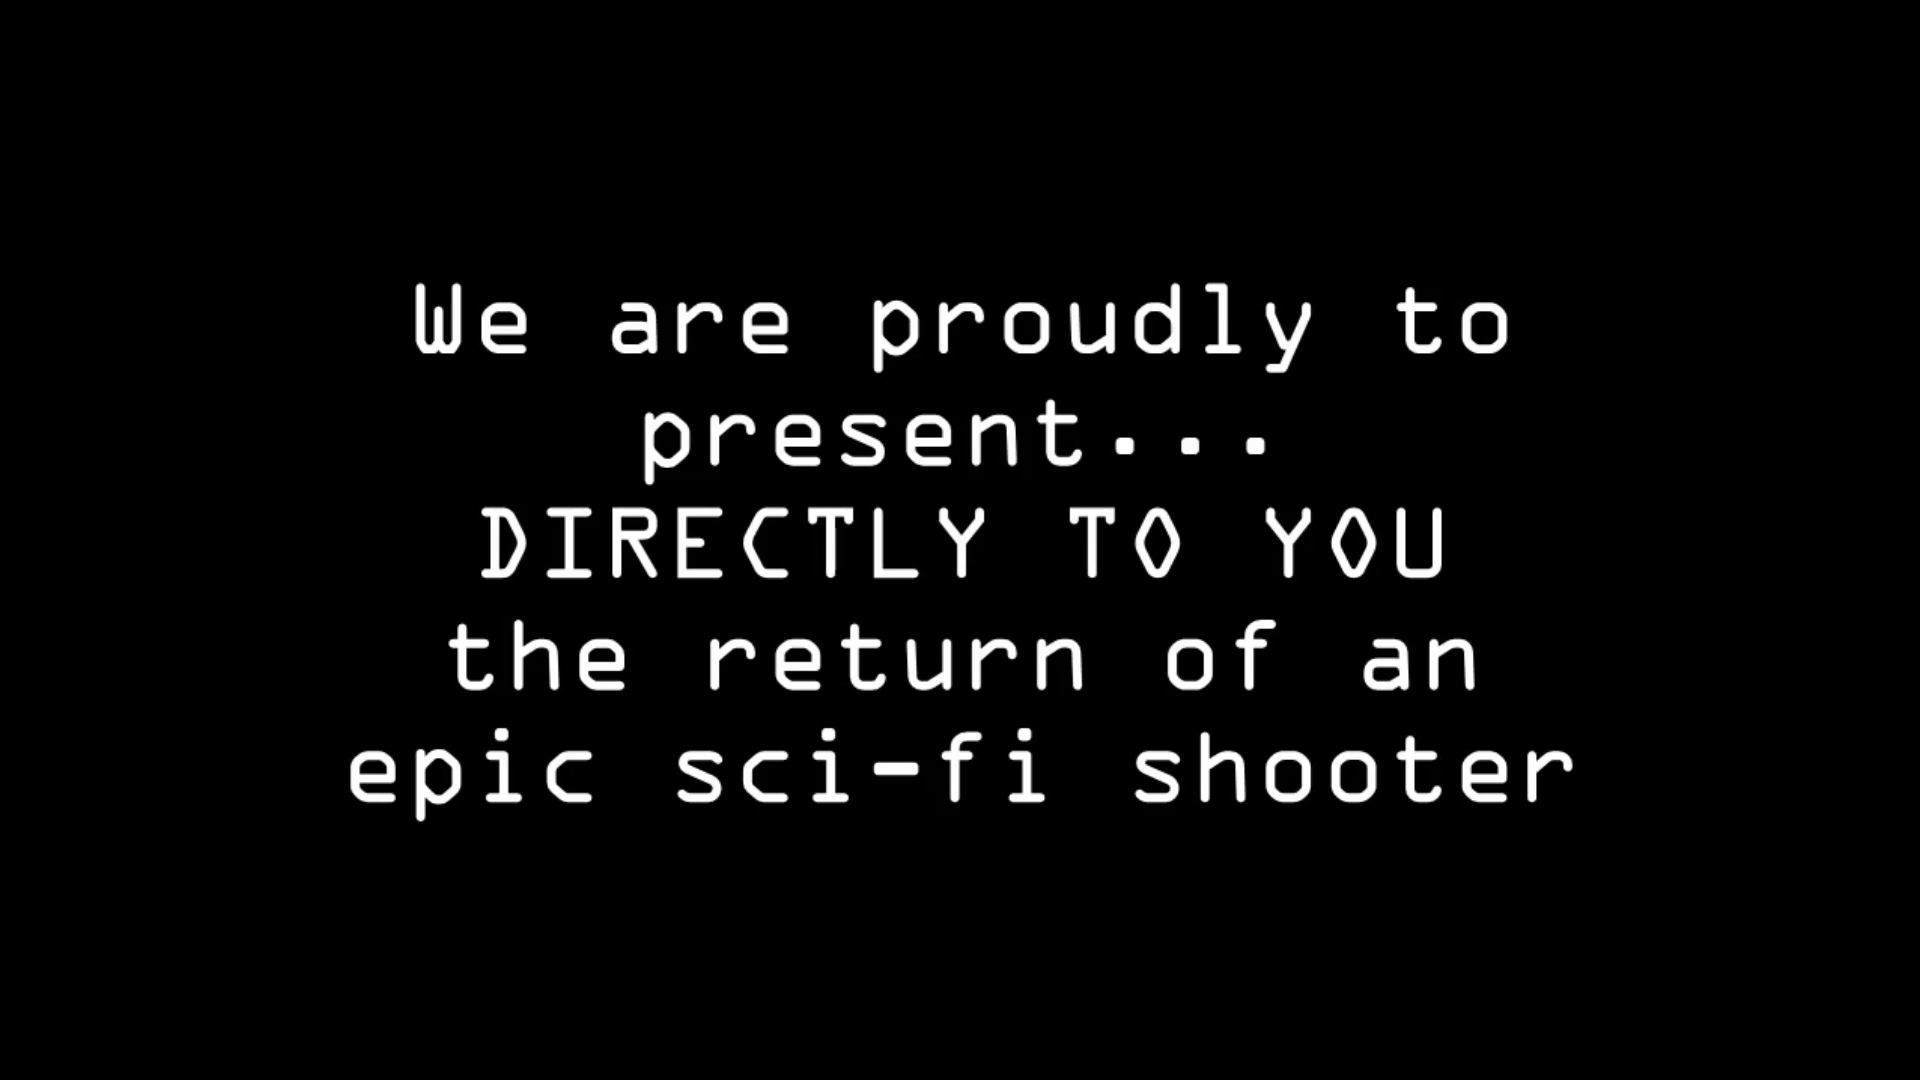 We are proudly to
present...
DIRECTLY TO YOU
the return of an
epic sci-fi shooter